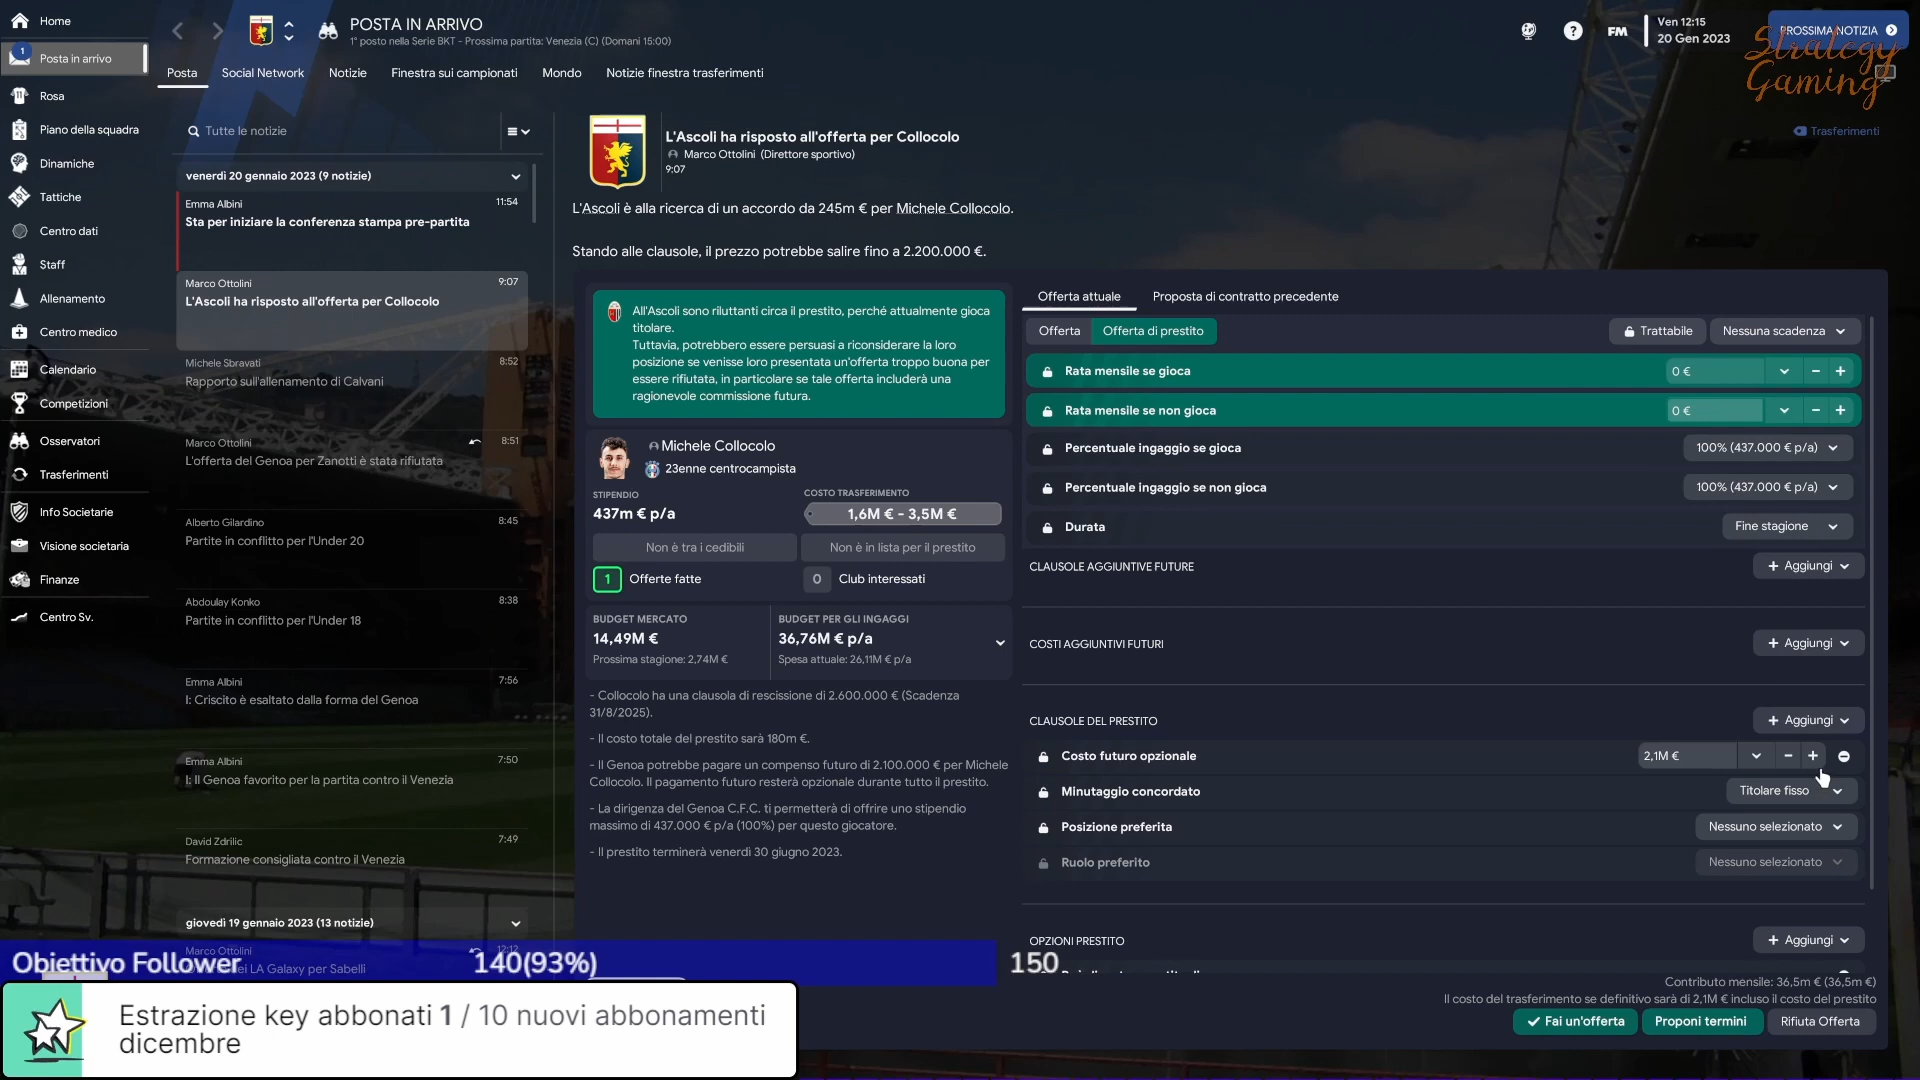 Home
POSTA IN ARRIVO
1° posto nella Serie BKT - Prossima partita: Venezia (C) (Domani 15:00)
FM
Ven 12:15
20 Gen 2023
PROSSIMA NOTIZIA
Strategy
Gaming
1
Posta in arrivo
Posta
Social Network
Notizie
Finestra sui campionati
Mondo
Notizie finestra trasferimenti
Rosa
Piano della squadra
Dinamiche
Tattiche
Centro dati
Staff
Allenamento
Centro medico
Calendario
Competizioni
Osservatori
Trasferimenti
Info Societarie
Visione societaria
Finanze
Centro Sv.
Tutte le notizie
venerdì 20 gennaio 2023 (9 notizie)
Emma Albini
11:54
Sta per iniziare la conferenza stampa pre-partita
Marco Ottolini
9:07
L'Ascoli ha risposto all'offerta per Collocolo
Michele Sbravati
8:52
Rapporto sull'allenamento di Calvani
Marco Ottolini
8:51
L'offerta del Genoa per Zanotti è stata rifiutata
Alberto Gilardino
8:45
Partite in conflitto per l'Under 20
Abdoulay Konko
8:38
Partite in conflitto per l'Under 18
Emma Albini
7:56
I: Criscito è esaltato dalla forma del Genoa
Emma Albini
7:50
I: Il Genoa favorito per la partita contro il Venezia
David Zdrilic
7:49
Formazione consigliata contro il Venezia
giovedì 19 gennaio 2023 (13 notizie)
Marco Ottolini
12:12
dei LA Galaxy per Sabelli
L'Ascoli ha risposto all'offerta per Collocolo
Marco Ottolini (Direttore sportivo)
9:07
Trasferimenti
L'Ascoli è alla ricerca di un accordo da 245m € per Michele Collocolo.
Stando alle clausole, il prezzo potrebbe salire fino a 2.200.000 €.
All'Ascoli sono riluttanti circa il prestito, perché attualmente gioca
titolare.
Tuttavia, potrebbero essere persuasi a riconsiderare la loro
posizione se venisse loro presentata un'offerta troppo buona per
essere rifiutata, in particolare se tale offerta includerà una
ragionevole commissione futura.
Michele Collocolo
23enne centrocampista
STIPENDIO
437m € p/a
COSTO TRASFERIMENTO
1,6M € - 3,5M €
Non è tra i cedibili
Non è in lista per il prestito
1 Offerte fatte
0 Club interessati
BUDGET MERCATO
14,49M €
Prossima stagione: 2,74M €
BUDGET PER GLI INGAGGI
36,76M € p/a
Spesa attuale: 26,11M € p/a
- Collocolo ha una clausola di rescissione di 2.600.000 € (Scadenza
31/8/2025).
- Il costo totale del prestito sarà 180m €.
- Il Genoa potrebbe pagare un compenso futuro di 2.100.000 € per Michele
Collocolo. Il pagamento futuro resterà opzionale durante tutto il prestito.
- La dirigenza del Genoa C.F.C. ti permetterà di offrire uno stipendio
massimo di 437.000 € p/a (100%) per questo giocatore.
- Il prestito terminerà venerdì 30 giugno 2023.
Offerta attuale
Proposta di contratto precedente
Offerta
Offerta di prestito
Trattabile
Nessuna scadenza
Rata mensile se gioca
0 €
Rata mensile se non gioca
0 €
Percentuale ingaggio se gioca
100% (437.000 € p/a)
Percentuale ingaggio se non gioca
100% (437.000 € p/a)
Durata
Fine stagione
CLAUSOLE AGGIUNTIVE FUTURE
Aggiungi
COSTI AGGIUNTIVI FUTURI
Aggiungi
CLAUSOLE DEL PRESTITO
Aggiungi
Costo futuro opzionale
2,1M €
Minutaggio concordato
Titolare fisso
Posizione preferita
Nessuno selezionato
Ruolo preferito
Nessuno selezionato
OPZIONI PRESTITO
Aggiungi
Contributo mensile: 36,5m € (36,5m €)
Il costo del trasferimento se definitivo sarà di 2,1M € incluso il costo del prestito
Fai un'offerta
Proponi termini
Rifiuta Offerta
Obiettivo Follower
140(93%)
150
Estrazione key abbonati 1 / 10 nuovi abbonamenti
dicembre